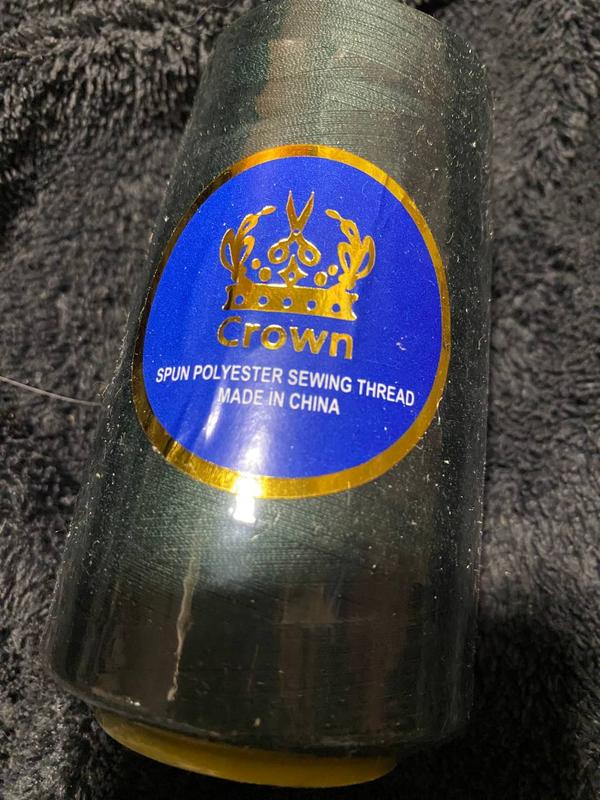 Crown
SPUN POLYESTER SEWING THREAD
MADE IN CHINA